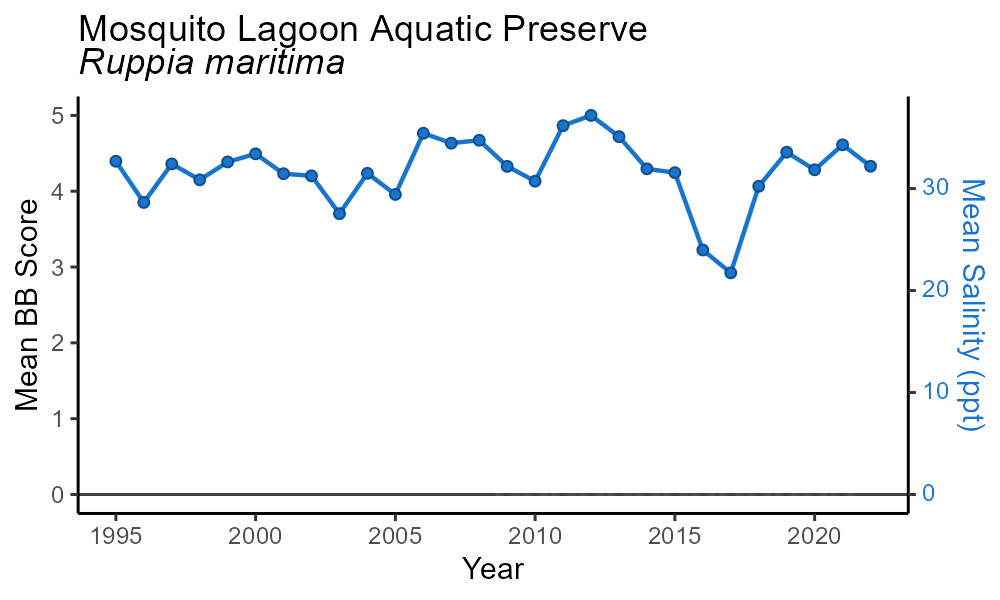 Mosquito Lagoon Aquatic Preserve
Ruppia maritima
Mean BB Score
5
4
3
2
1
0
30
20
10
0
Mean Salinity (ppt)
1995 2000 2005 2010 2015 2020
Year